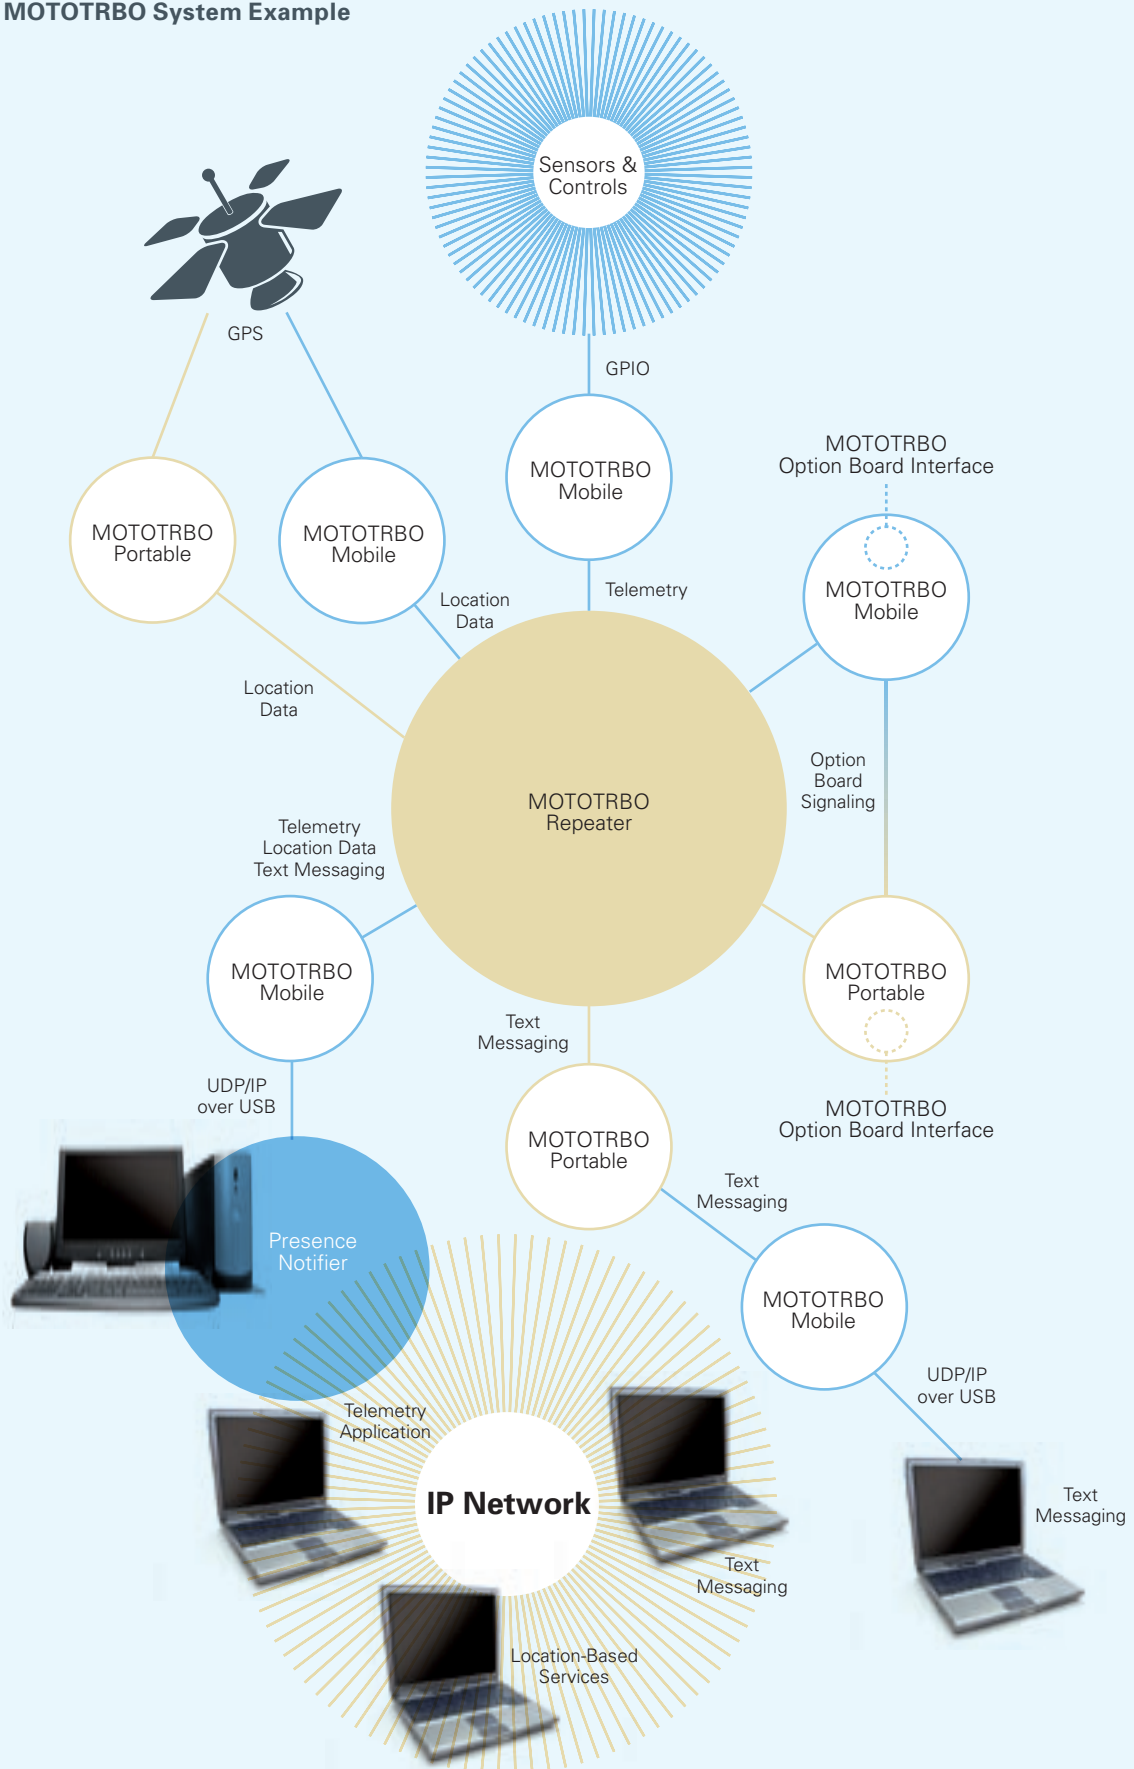 MOTOTRBO System Example
Sensors &
Controls
GPS
GPIO
MOTOTRBO
Option Board Interface
MOTOTRBO
Mobile
MOTOTRBO
Portable
MOTOTRBO
Mobile
MOTOTRBO
Mobile
Telemetry
Location
Data
Location
Data
Option
Board
Signaling
MOTOTRBO
Repeater
Telemetry
Location Data
Text Messaging
MOTOTRBO
Mobile
MOTOTRBO
Portable
Text
Messaging
UDP/IP
over USB
MOTOTRBO
Option Board Interface
MOTOTRBO
Portable
Text
Messaging
Presence
Notifier
MOTOTRBO
Mobile
UDP/IP
over USB
Telemetry
Application
IP Network
Text
Messaging
Text
Messaging
Location-Based
Services